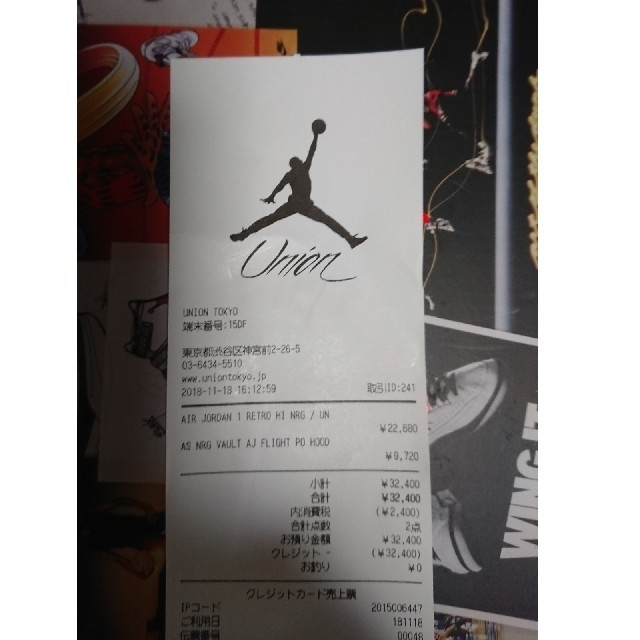 Union
UNION TOKYO
端末番号:15DF
東京都渋谷区神宮前2-26-5
03-6434-5510
www.uniontokyo.jp
2018-11-18 16:12:59 取引ID:241
AIR JORDAN 1 RETRO HI NRG / UN
¥22,680
AS NRG VAULT AJ FLIGHT PO HOOD
¥9,720
小計 ¥32,400
合計 ¥32,400
内消費税 (¥2,400)
合計点数 2点
お預り金額 ¥32,400
クレジット - (¥32,400)
お釣り ¥0
クレジットカード売上票
IPコード 2015006447
ご利用日 181118
伝票番号 00048
WING IT